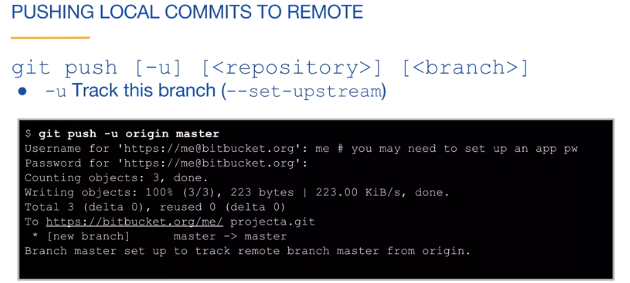 PUSHING LOCAL COMMITS TO REMOTE
git push [-u] [<repository>] [<branch>]
● -u Track this branch (--set-upstream)
$ git push -u origin master
Username for 'https://me@bitbucket.org': me # you may need to set up an app pw
Password for 'https://me@bitbucket.org':
Counting objects: 3, done.
Writing objects: 100% (3/3), 223 bytes | 223.00 KiB/s, done.
Total 3 (delta 0), reused 0 (delta 0)
To https://bitbucket.org/me/ projecta.git
* [new branch] master -> master
Branch master set up to track remote branch master from origin.